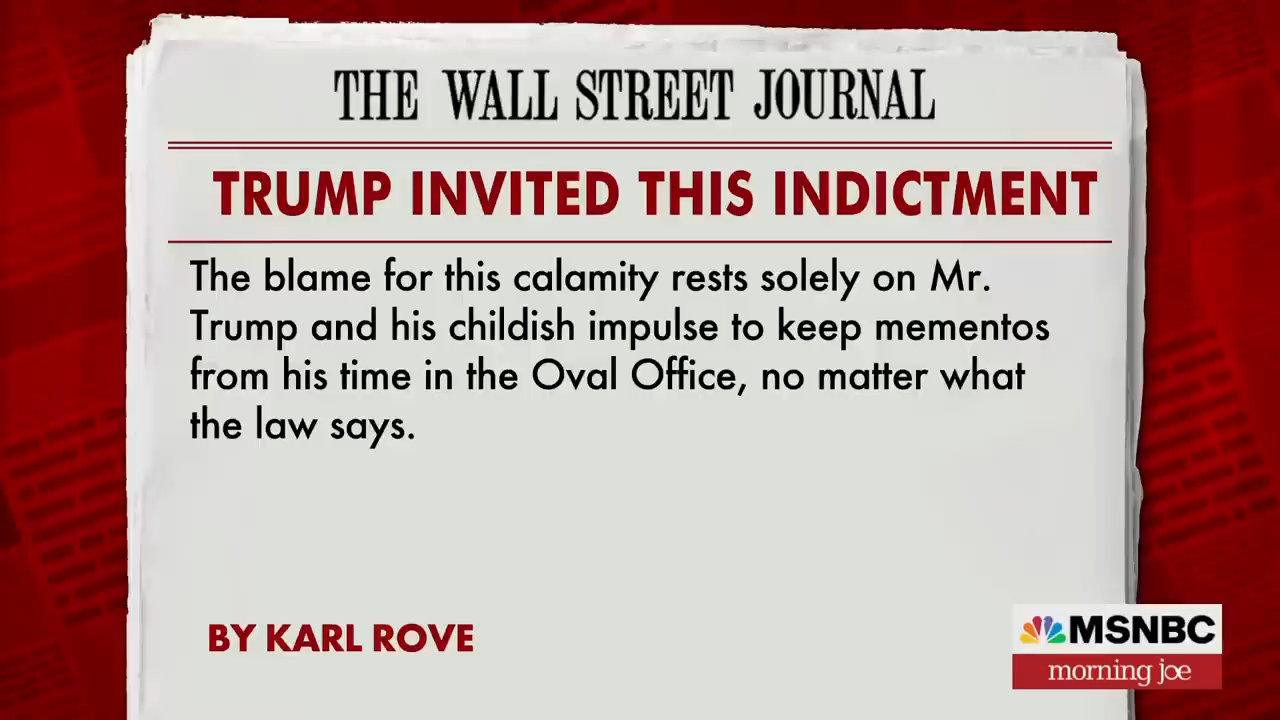 THE WALL STREET JOURNAL
TRUMP INVITED THIS INDICTMENT
The blame for this calamity rests solely on Mr.
Trump and his childish impulse to keep mementos
from his time in the Oval Office, no matter what
the law says.
BY KARL ROVE
MSNBC
morning joe